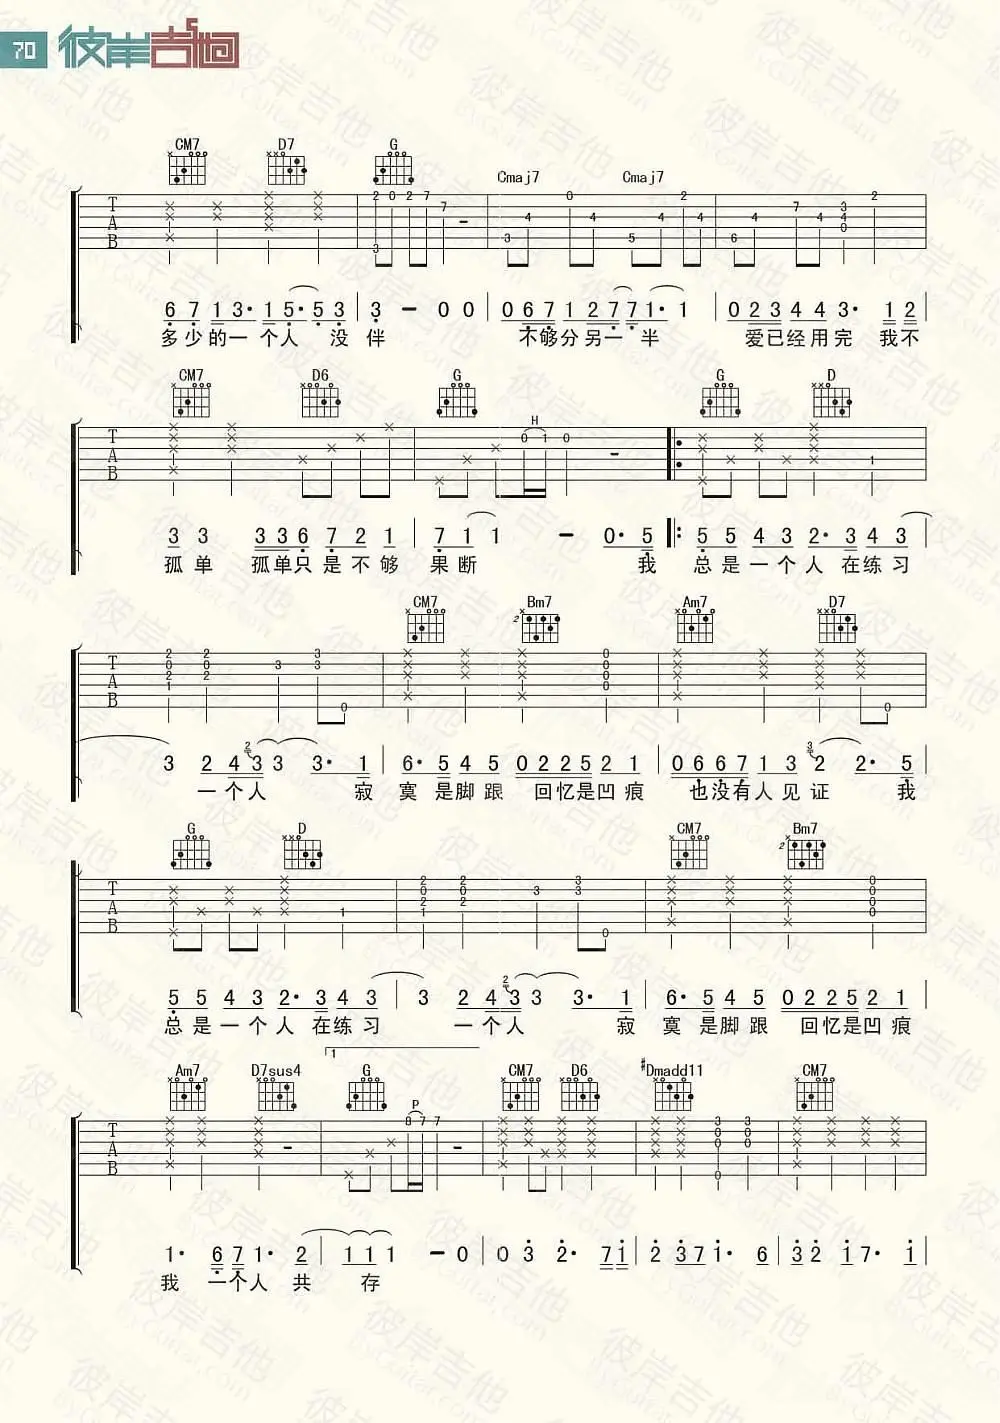 70 彼岸吉他
CM7 D7 G Cmaj7 Cmaj7
T A B
6 7 1 3· 1 5· 5 3 3 - 0 0 0 6 7 1 2 7 7 1· 1 0 2 3 4 4 3· 1 2
多少的一个人 没伴 不够分另一半 爱已经用完 我不
CM7 D6 G G D
H
T A B
3 3 3 3 6 7 2 1 7 1 1 - 0· 5 5 5 4 3 2· 3 4 3
孤单 孤单只是不够果断 我 总是一个人在练习
CM7 Bm7 Am7 D7
T A B
3 2 4 3 3 3· 1 6· 5 4 5 0 2 2 5 2 1 0 6 6 7 1 3 2 2· 5
一个人 寂寞是脚跟 回忆是凹痕 也没有人见证 我
G D CM7 Bm7
T A B
5 5 4 3 2· 3 4 3 3 2 4 3 3 3· 1 6· 5 4 5 0 2 2 5 2 1
总是一个人在练习 一个人 寂寞是脚跟 回忆是凹痕
1
Am7 D7sus4 G CM7 D6 #Dmadd11 CM7
P
T A B
1· 6 7 1· 2 1 1 1 - 0 0 3 2· 7 1 2 3 7 1· 6 3 2 1 7· 1
我 一个人共 存